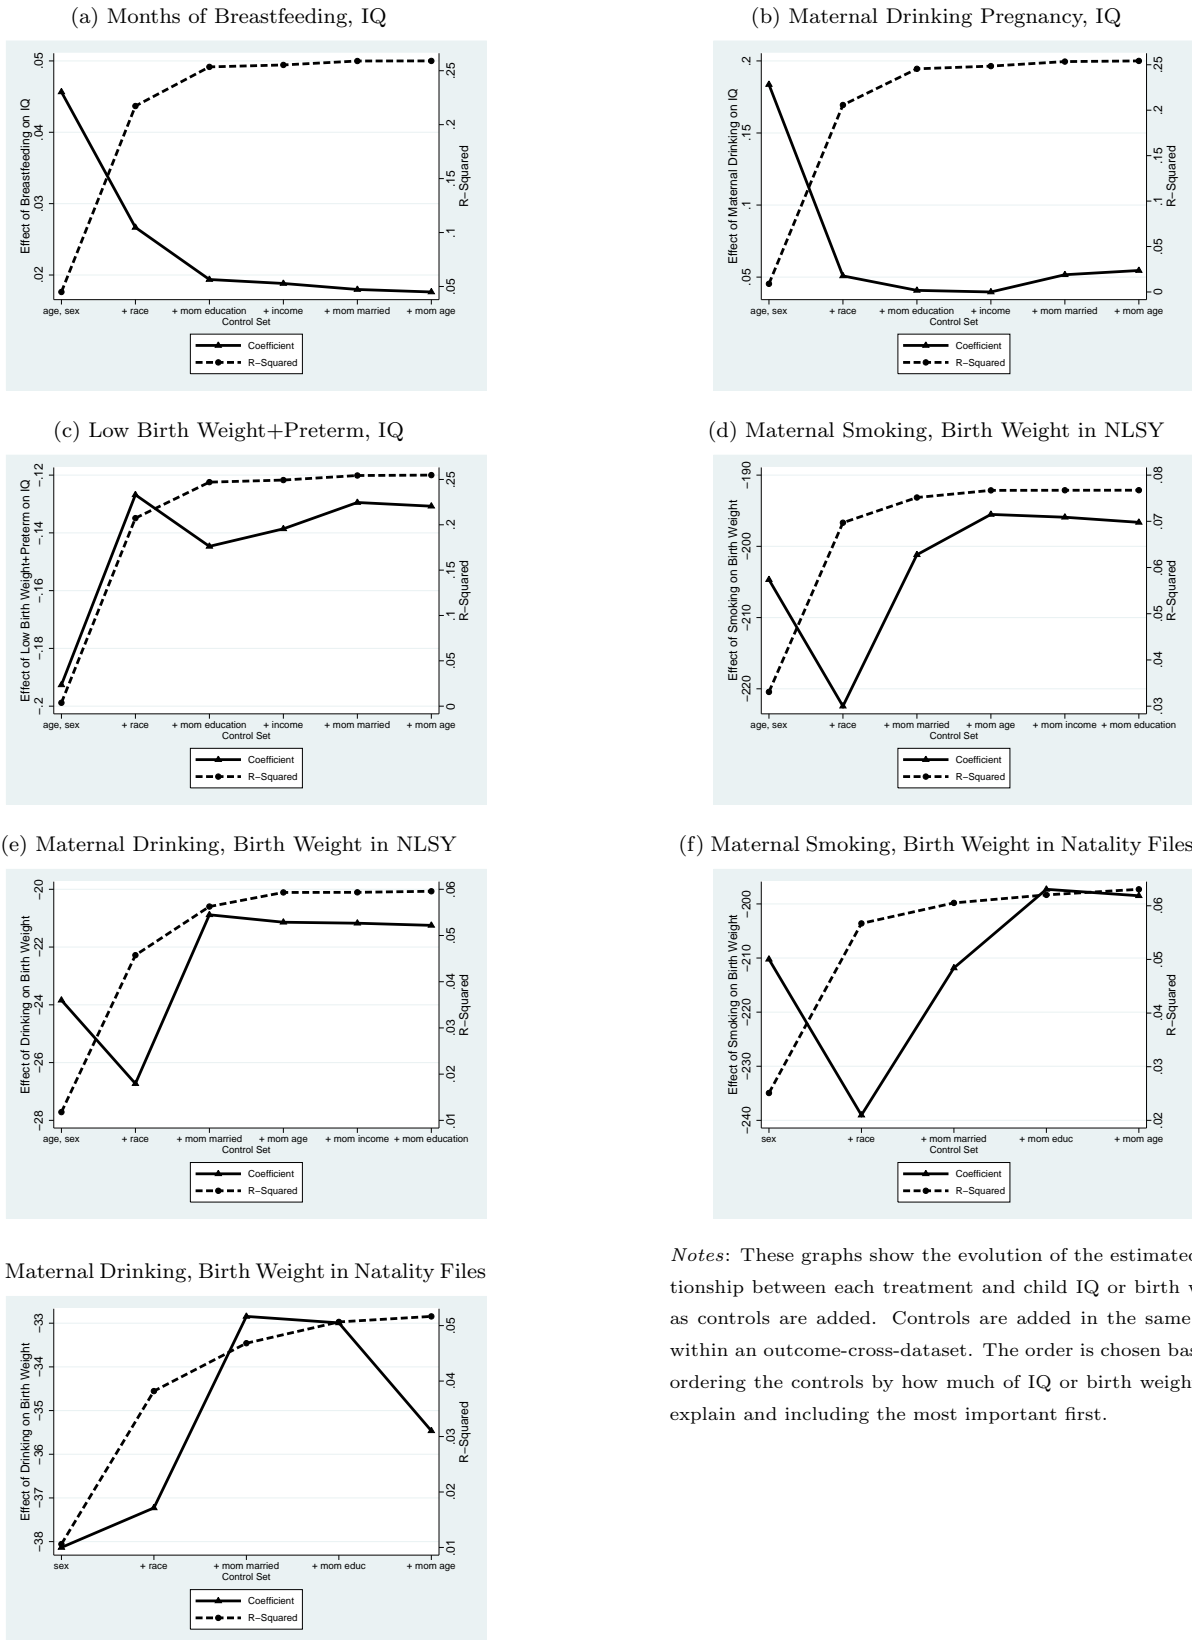 (a) Months of Breastfeeding, IQ
Effect of Breastfeeding on IQ
.02 .03 .04 .05
R−Squared
.05 .1 .15 .2 .25
age, sex + race + mom education + income + mom married + mom age
Control Set
Coefficient
R−Squared
(b) Maternal Drinking Pregnancy, IQ
Effect of Maternal Drinking on IQ
.05 .1 .15 .2
R−Squared
0 .05 .1 .15 .2 .25
age, sex + race + mom education + income + mom married + mom age
Control Set
Coefficient
R−Squared
(c) Low Birth Weight+Preterm, IQ
Effect of Low Birth Weight+Preterm on IQ
−.2 −.18 −.16 −.14 −.12
R−Squared
0 .05 .1 .15 .2 .25
age, sex + race + mom education + income + mom married + mom age
Control Set
Coefficient
R−Squared
(d) Maternal Smoking, Birth Weight in NLSY
Effect of Smoking on Birth Weight
−220 −210 −200 −190
R−Squared
.03 .04 .05 .06 .07 .08
age, sex + race + mom married + mom age + mom income + mom education
Control Set
Coefficient
R−Squared
(e) Maternal Drinking, Birth Weight in NLSY
Effect of Drinking on Birth Weight
−28 −26 −24 −22 −20
R−Squared
.01 .02 .03 .04 .05 .06
age, sex + race + mom married + mom age + mom income + mom education
Control Set
Coefficient
R−Squared
(f) Maternal Smoking, Birth Weight in Natality Files
Effect of Smoking on Birth Weight
−240 −230 −220 −210 −200
R−Squared
.02 .03 .04 .05 .06
sex + race + mom married + mom educ + mom age
Control Set
Coefficient
R−Squared
Maternal Drinking, Birth Weight in Natality Files
Effect of Drinking on Birth Weight
−38 −37 −36 −35 −34 −33
R−Squared
.01 .02 .03 .04 .05
sex + race + mom married + mom educ + mom age
Control Set
Coefficient
R−Squared
Notes: These graphs show the evolution of the estimated
tionship between each treatment and child IQ or birth
as controls are added. Controls are added in the same
within an outcome-cross-dataset. The order is chosen
ordering the controls by how much of IQ or birth
explain and including the most important first.